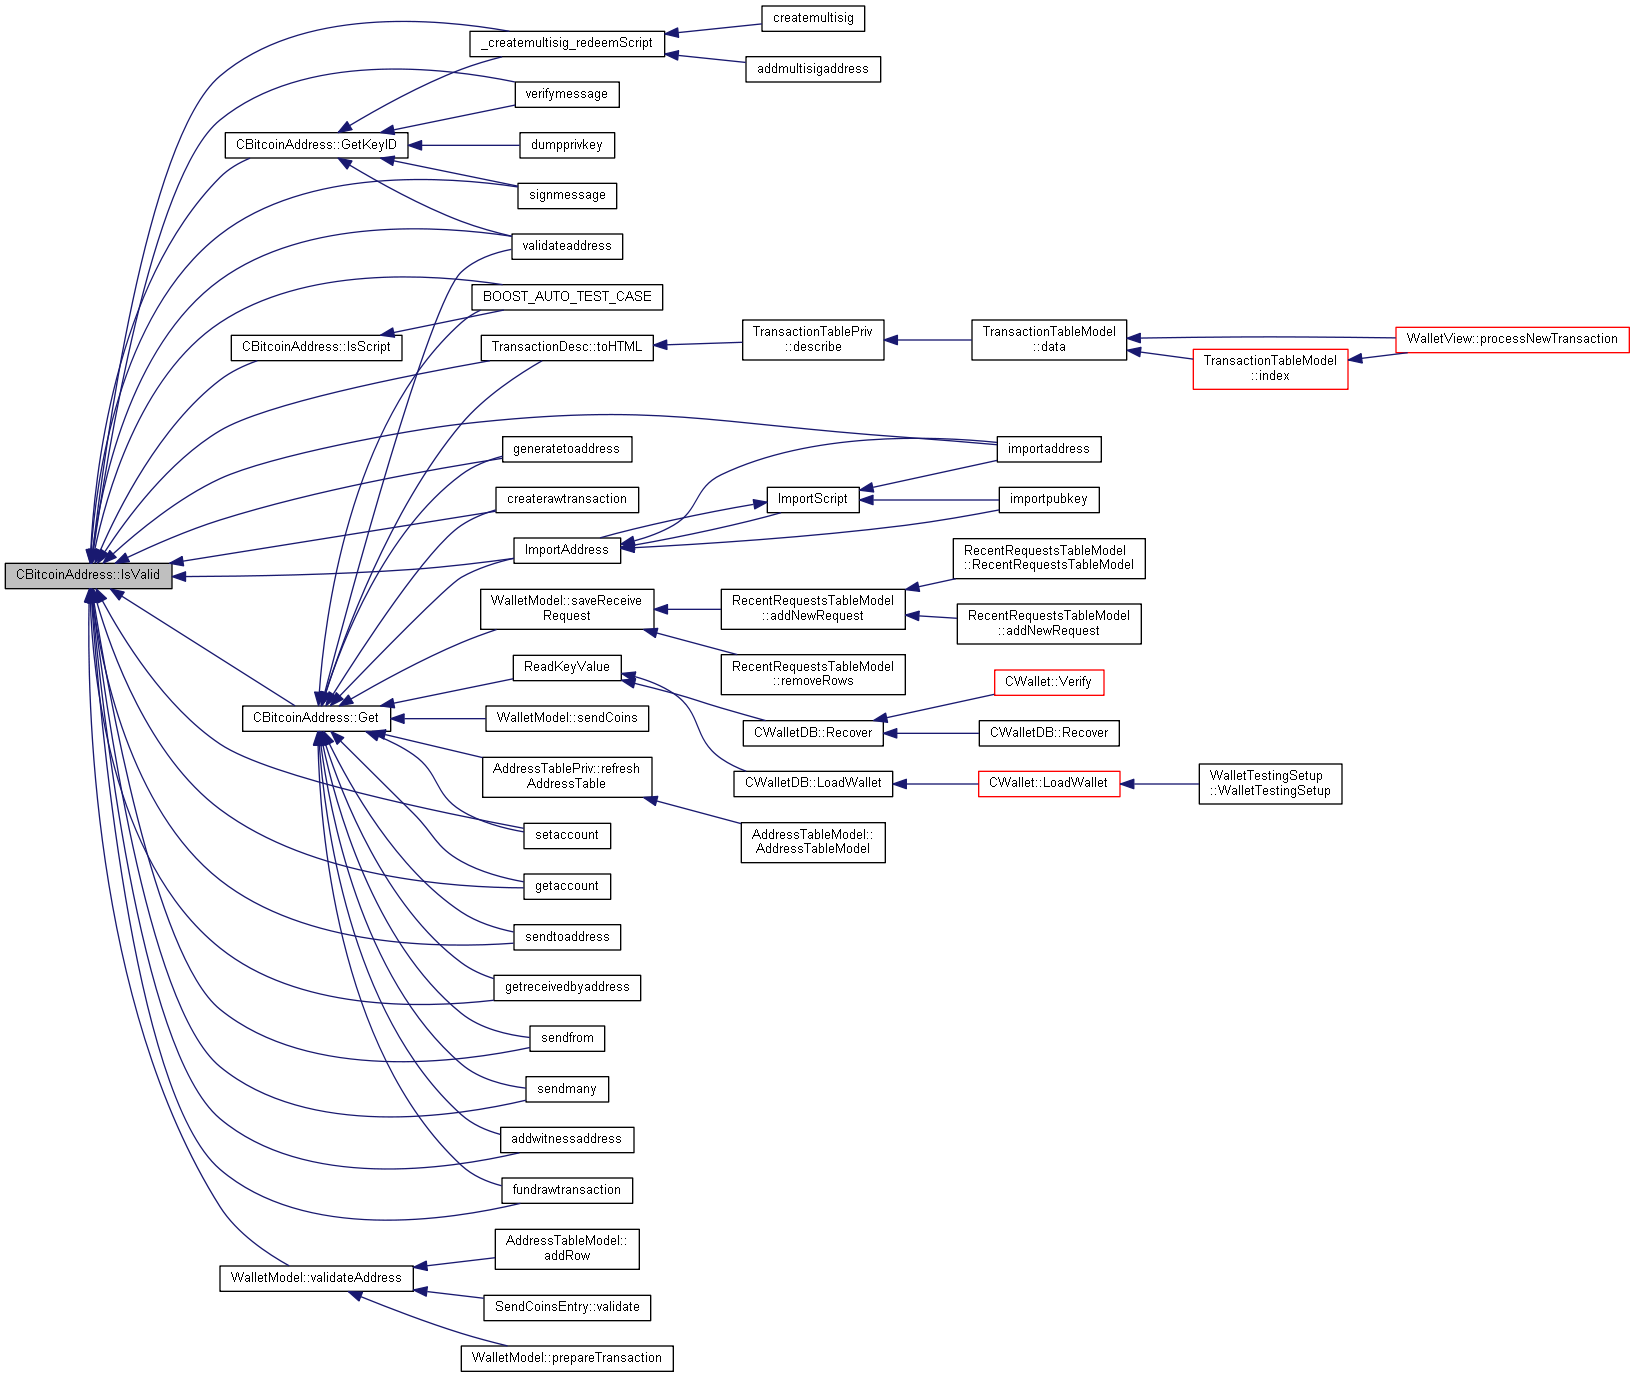 createmultisig
_createmultisig_redeemScript
addmultisigaddress
verifymessage
CBitcoinAddress::GetKeyID
dumpprivkey
signmessage
validateaddress
BOOST_AUTO_TEST_CASE
CBitcoinAddress::IsScript
TransactionDesc::toHTML
TransactionTablePriv
::describe
TransactionTableModel
::data
WalletView::processNewTransaction
TransactionTableModel
::index
generatetoaddress
importaddress
createrawtransaction
ImportScript
importpubkey
ImportAddress
CBitcoinAddress::IsValid
RecentRequestsTableModel
::RecentRequestsTableModel
WalletModel::saveReceive
Request
RecentRequestsTableModel
::addNewRequest
RecentRequestsTableModel
::addNewRequest
ReadKeyValue
RecentRequestsTableModel
::removeRows
CWallet::Verify
CBitcoinAddress::Get
WalletModel::sendCoins
CWalletDB::Recover
CWalletDB::Recover
AddressTablePriv::refresh
AddressTable
CWalletDB::LoadWallet
CWallet::LoadWallet
WalletTestingSetup
::WalletTestingSetup
setaccount
AddressTableModel::
AddressTableModel
getaccount
sendtoaddress
getreceivedbyaddress
sendfrom
sendmany
addwitnessaddress
fundrawtransaction
AddressTableModel::
addRow
WalletModel::validateAddress
SendCoinsEntry::validate
WalletModel::prepareTransaction